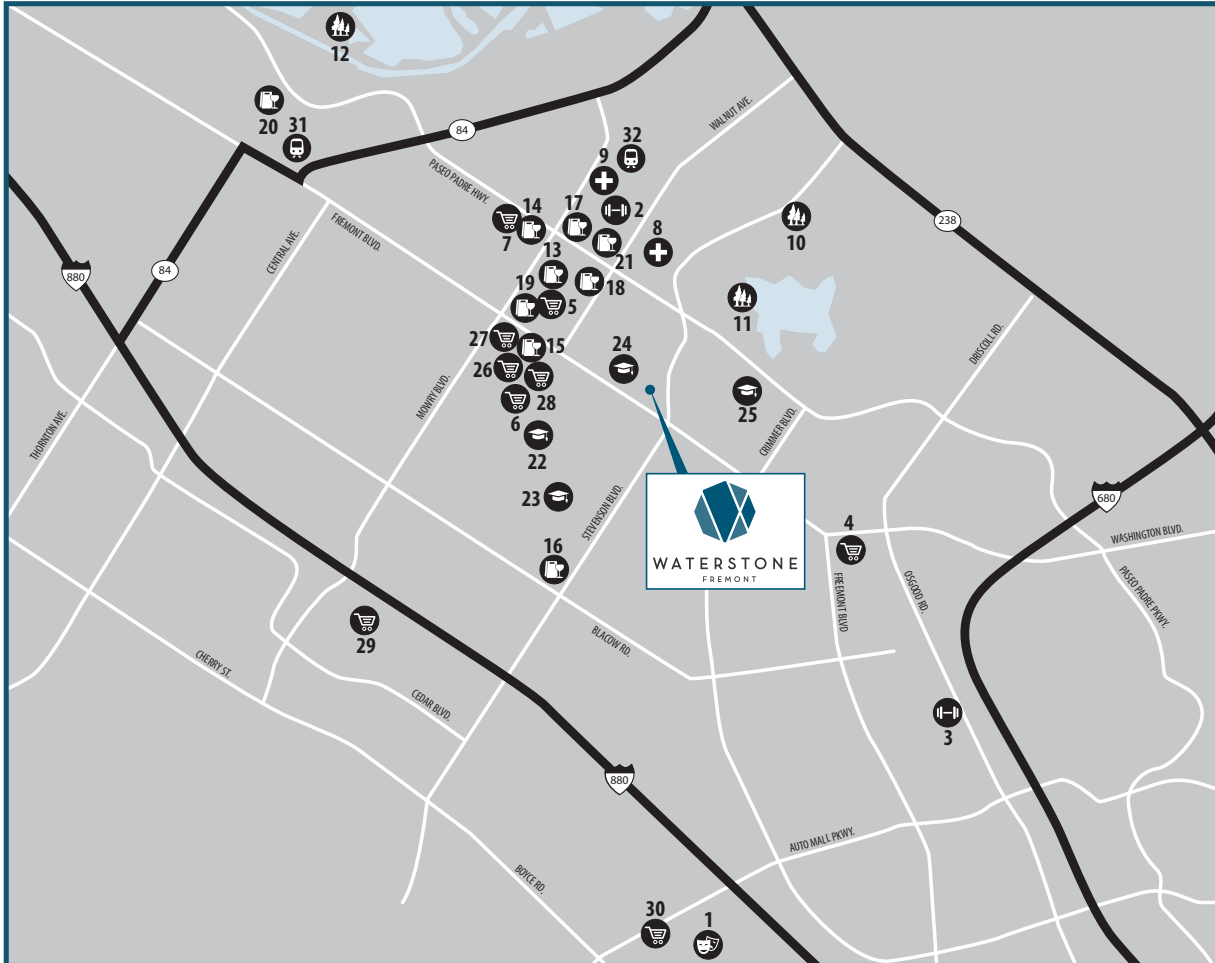 12
20
31
84
WALNUT AVE.
PASEO PADRE HWY.
9
32
14
17
2
7
8
10
238
FREMONT BLVD.
CENTRAL AVE.
880
84
13
21
19
18
5
11
27
15
24
26
28
6
25
DRISCOLL RD.
MOWRY BLVD.
THORNTON AVE.
CRIMMER BLVD.
22
23
STEVENSON BLVD.
680
WATERSTONE
FREMONT
4
WASHINGTON BLVD.
16
FREEMONT BLVD
OSGOOD RD.
PASEO PADRE PKWY.
29
BLACOW RD.
CHERRY ST.
CEDAR BLVD.
3
880
AUTO MALL PKWY.
BOYCE RD.
30
1